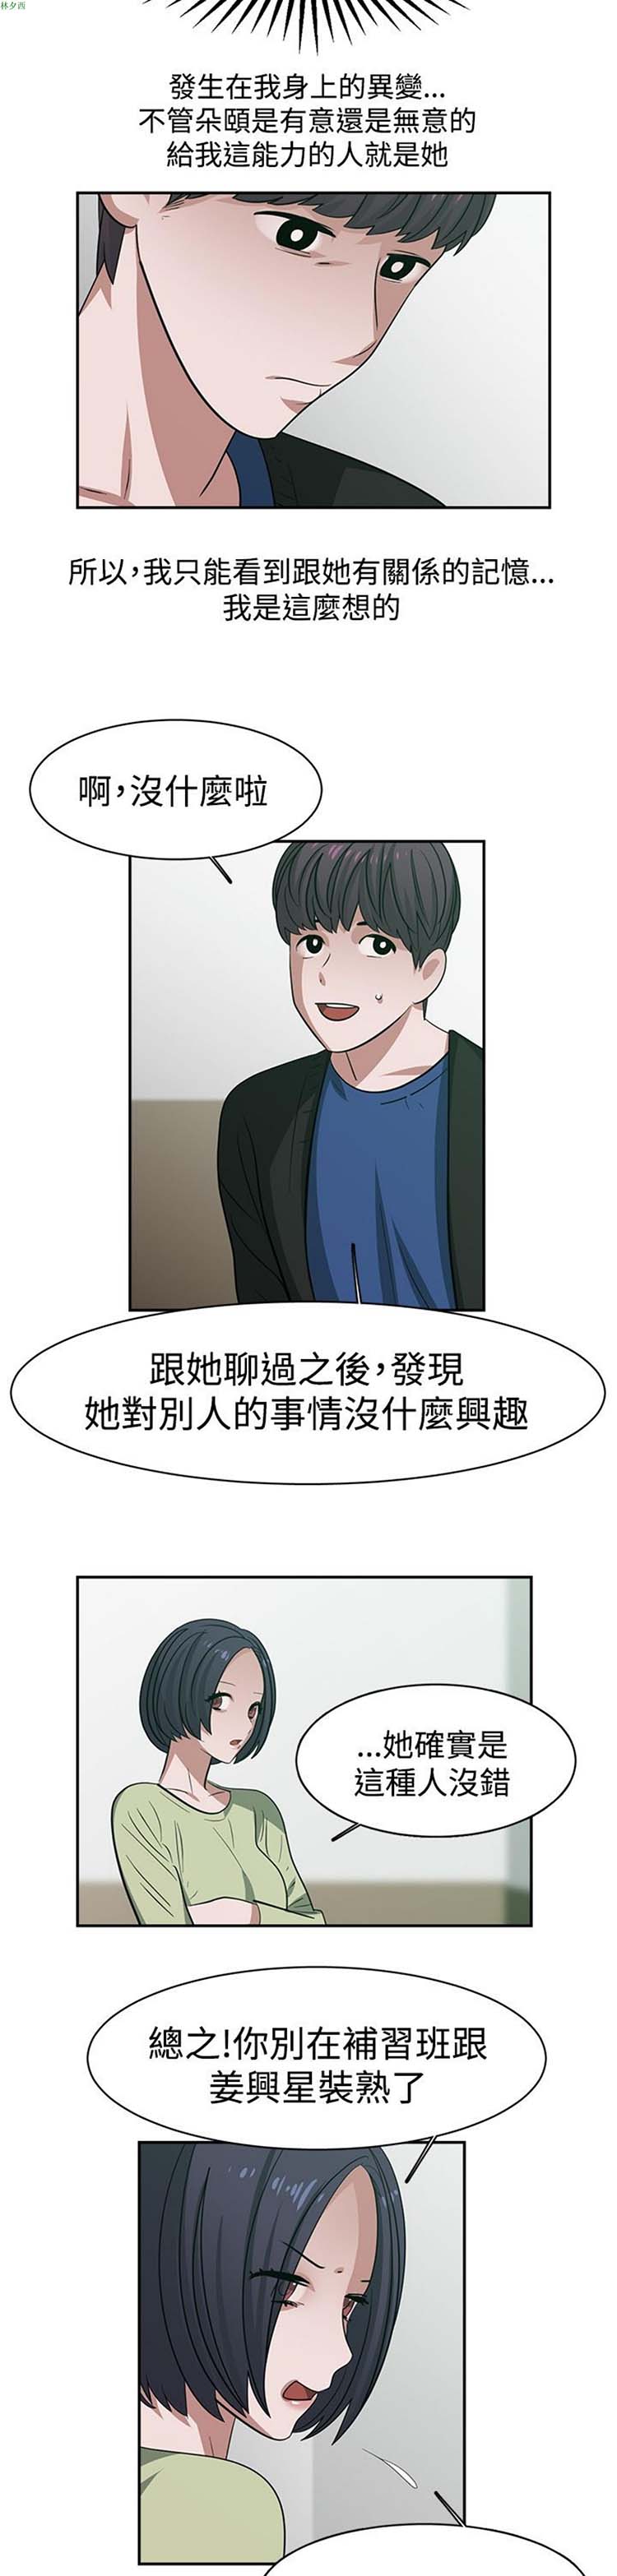 林夕西
發生在我身上的異變...
不管朵頤是有意還是無意的
給我這能力的人就是她
所以,我只能看到跟她有關係的記憶...
我是這麼想的
啊,沒什麼啦
跟她聊過之後,發現
她對別人的事情沒什麼興趣
...她確實是
這種人沒錯
總之!你別在補習班跟
姜興星裝熟了